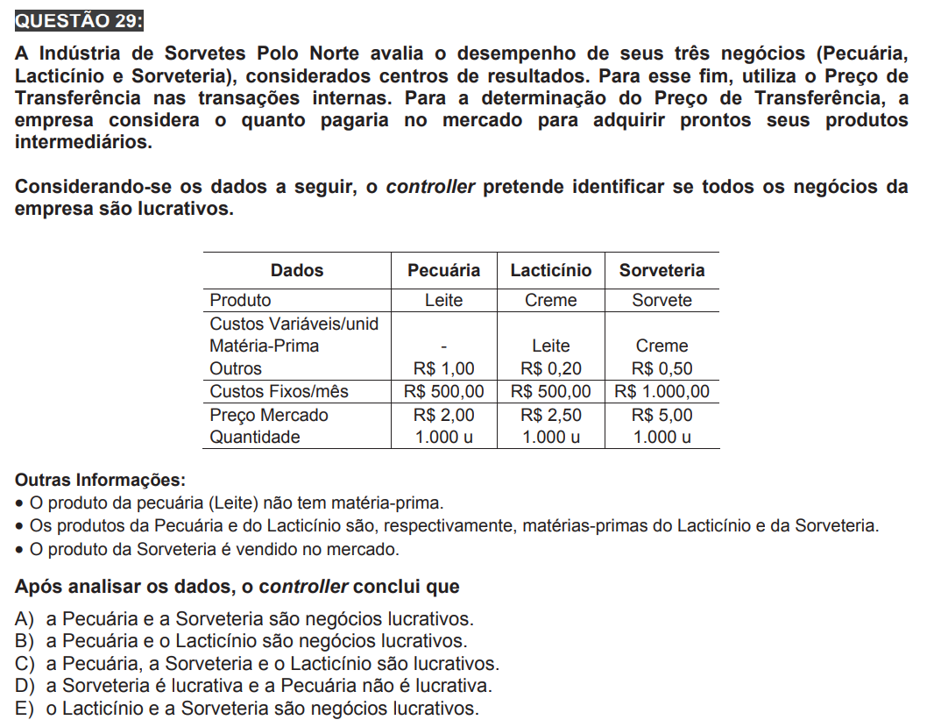 QUESTÃO 29:
A Indústria de Sorvetes Polo Norte avalia o desempenho de seus três negócios (Pecuária,
Lacticínio e Sorveteria), considerados centros de resultados. Para esse fim, utiliza o Preço de
Transferência nas transações internas. Para a determinação do Preço de Transferência, a
empresa considera o quanto pagaria no mercado para adquirir prontos seus produtos
intermediários.
Considerando-se os dados a seguir, o controller pretende identificar se todos os negócios da
empresa são lucrativos.
Dados Pecuária Lacticínio Sorveteria
Produto Leite Creme Sorvete
Custos Variáveis/unid
Matéria-Prima - Leite Creme
Outros R$ 1,00 R$ 0,20 R$ 0,50
Custos Fixos/mês R$ 500,00 R$ 500,00 R$ 1.000,00
Preço Mercado R$ 2,00 R$ 2,50 R$ 5,00
Quantidade 1.000 u 1.000 u 1.000 u
Outras Informações:
• O produto da pecuária (Leite) não tem matéria-prima.
• Os produtos da Pecuária e do Lacticínio são, respectivamente, matérias-primas do Lacticínio e da Sorveteria.
• O produto da Sorveteria é vendido no mercado.
Após analisar os dados, o controller conclui que
A) a Pecuária e a Sorveteria são negócios lucrativos.
B) a Pecuária e o Lacticínio são negócios lucrativos.
C) a Pecuária, a Sorveteria e o Lacticínio são lucrativos.
D) a Sorveteria é lucrativa e a Pecuária não é lucrativa.
E) o Lacticínio e a Sorveteria são negócios lucrativos.